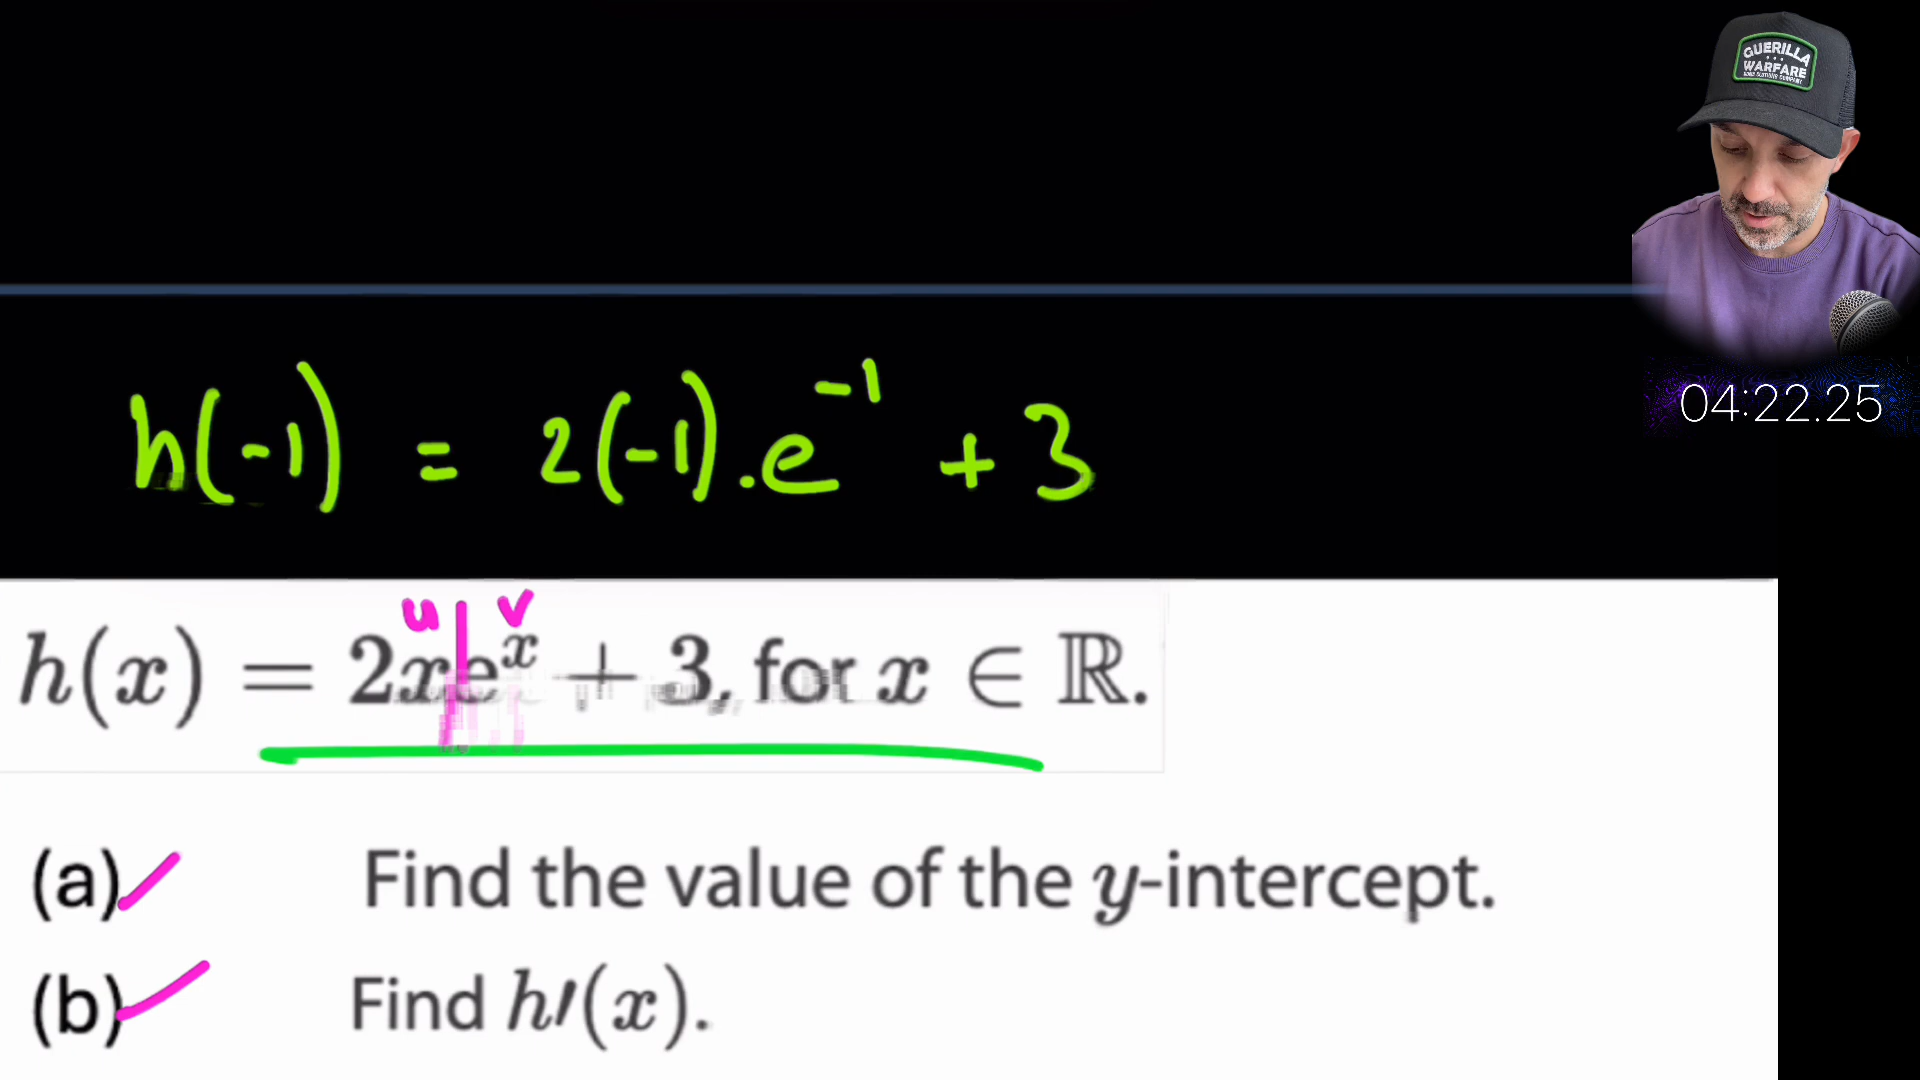 GUERILLA
WARFARE
h(-1) = 2(-1).e^-1 + 3
04:22.25
u v
h(x) = 2x|e^x + 3, for x ∈ ℝ.
(a) Find the value of the y-intercept.
(b) Find h′(x).